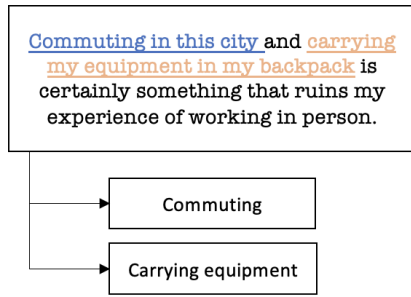 Commuting in this city and carrying
my equipment in my backpack is
certainly something that ruins my
experience of working in person.
Commuting
Carrying equipment